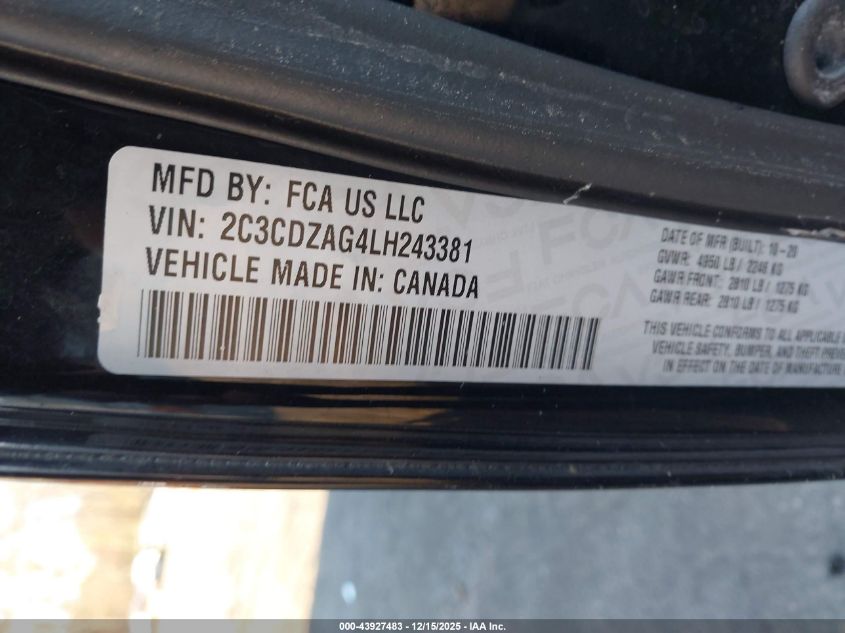 MFD BY: FCA US LLC
VIN: 2C3CDZAG4LH243381
VEHICLE MADE IN: CANADA
DATE OF MFR (BUILT): 10-20
GVWR: 4950 LB / 2246 KG
GAWR FRONT: 2810 LB / 1275 KG
GAWR REAR: 2810 LB / 1275 KG
THIS VEHICLE CONFORMS TO ALL APPLICABLE
VEHICLE SAFETY, BUMPER, AND THEFT
IN EFFECT ON THE DATE OF MANUFACTURE
000-43927483 - 12/15/2025 - IAA Inc.